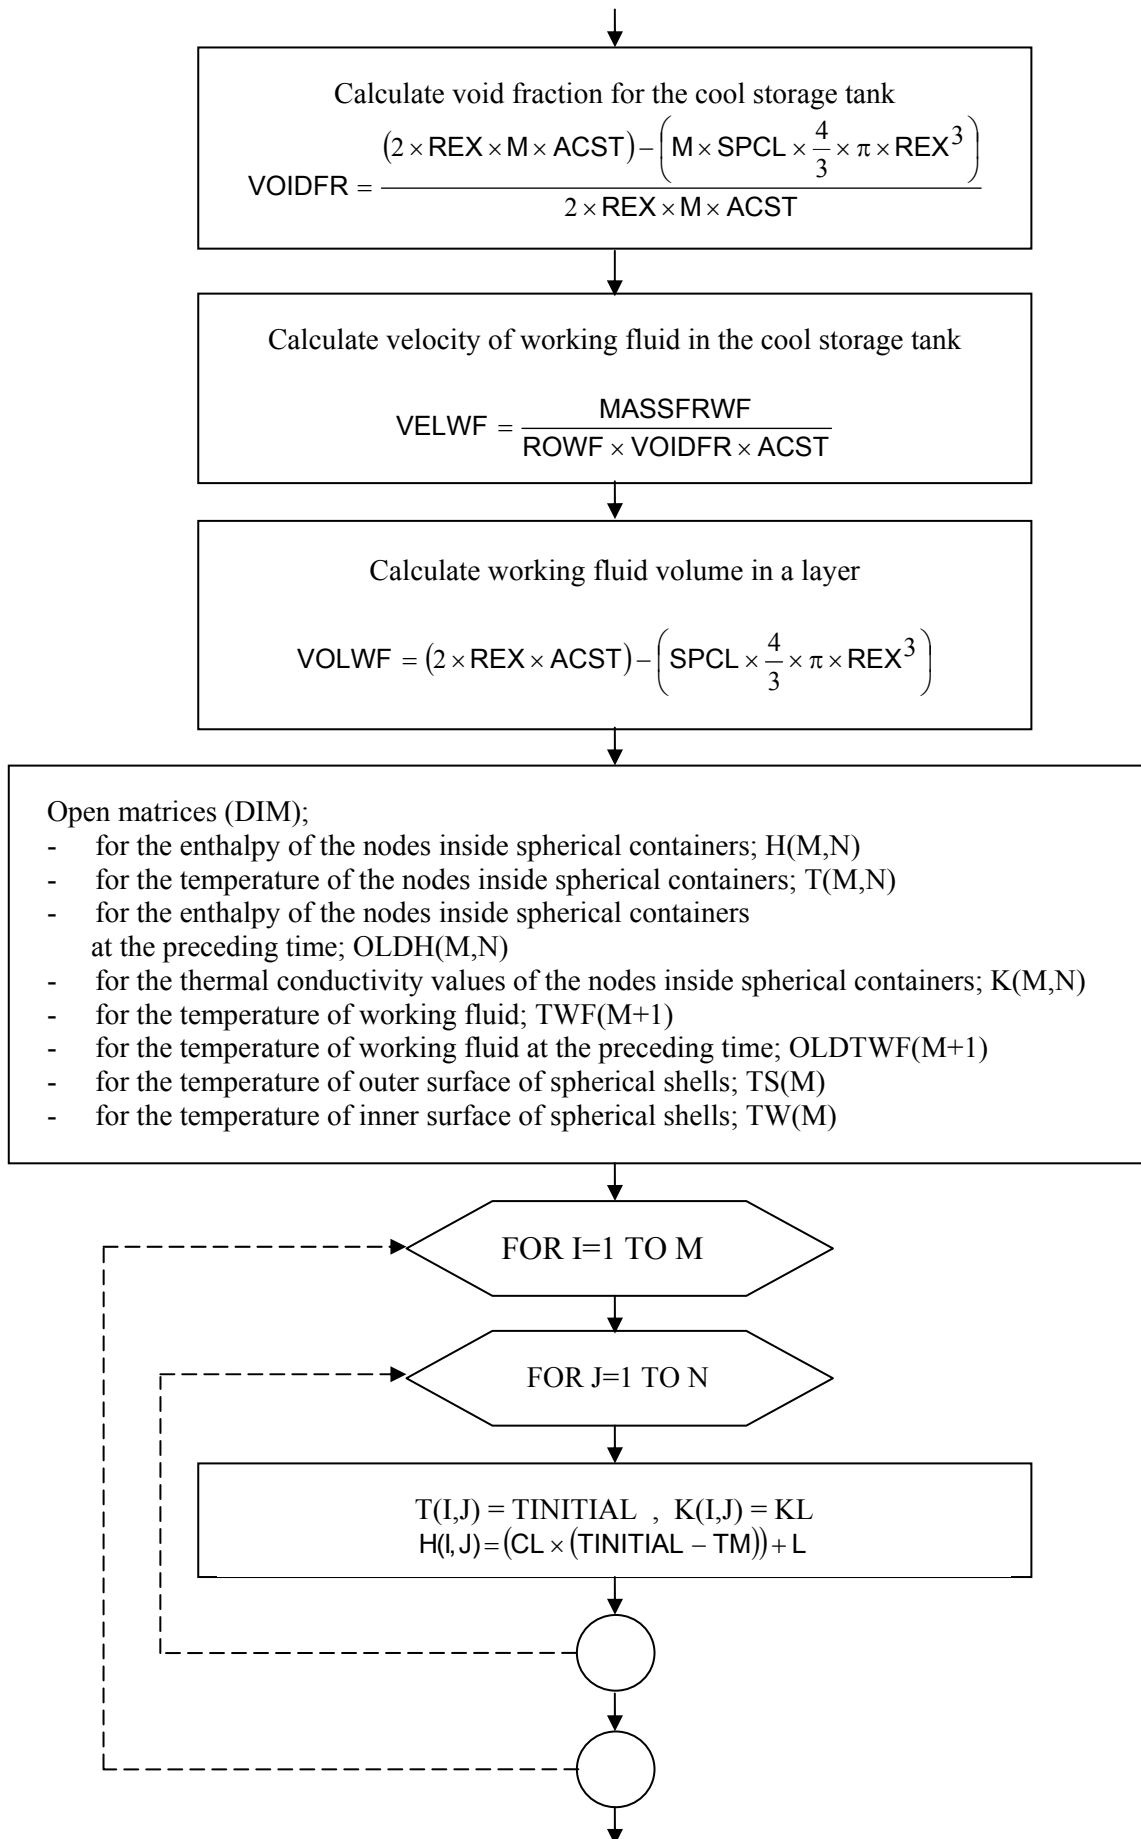 Calculate void fraction for the cool storage tank
VOIDFR = \frac{(2 × REX × M × ACST) − (M × SPCL × \frac{4}{3} × π × REX^3)}{2 × REX × M × ACST}
Calculate velocity of working fluid in the cool storage tank
VELWF = \frac{MASSFRWF}{ROWF × VOIDFR × ACST}
Calculate working fluid volume in a layer
VOLWF = (2 × REX × ACST) − (SPCL × \frac{4}{3} × π × REX^3)
Open matrices (DIM);
- for the enthalpy of the nodes inside spherical containers; H(M,N)
- for the temperature of the nodes inside spherical containers; T(M,N)
- for the enthalpy of the nodes inside spherical containers
at the preceding time; OLDH(M,N)
- for the thermal conductivity values of the nodes inside spherical containers; K(M,N)
- for the temperature of working fluid; TWF(M+1)
- for the temperature of working fluid at the preceding time; OLDTWF(M+1)
- for the temperature of outer surface of spherical shells; TS(M)
- for the temperature of inner surface of spherical shells; TW(M)
FOR I=1 TO M
FOR J=1 TO N
T(I,J) = TINITIAL , K(I,J) = KL
H(I,J) = (CL × (TINITIAL − TM)) + L